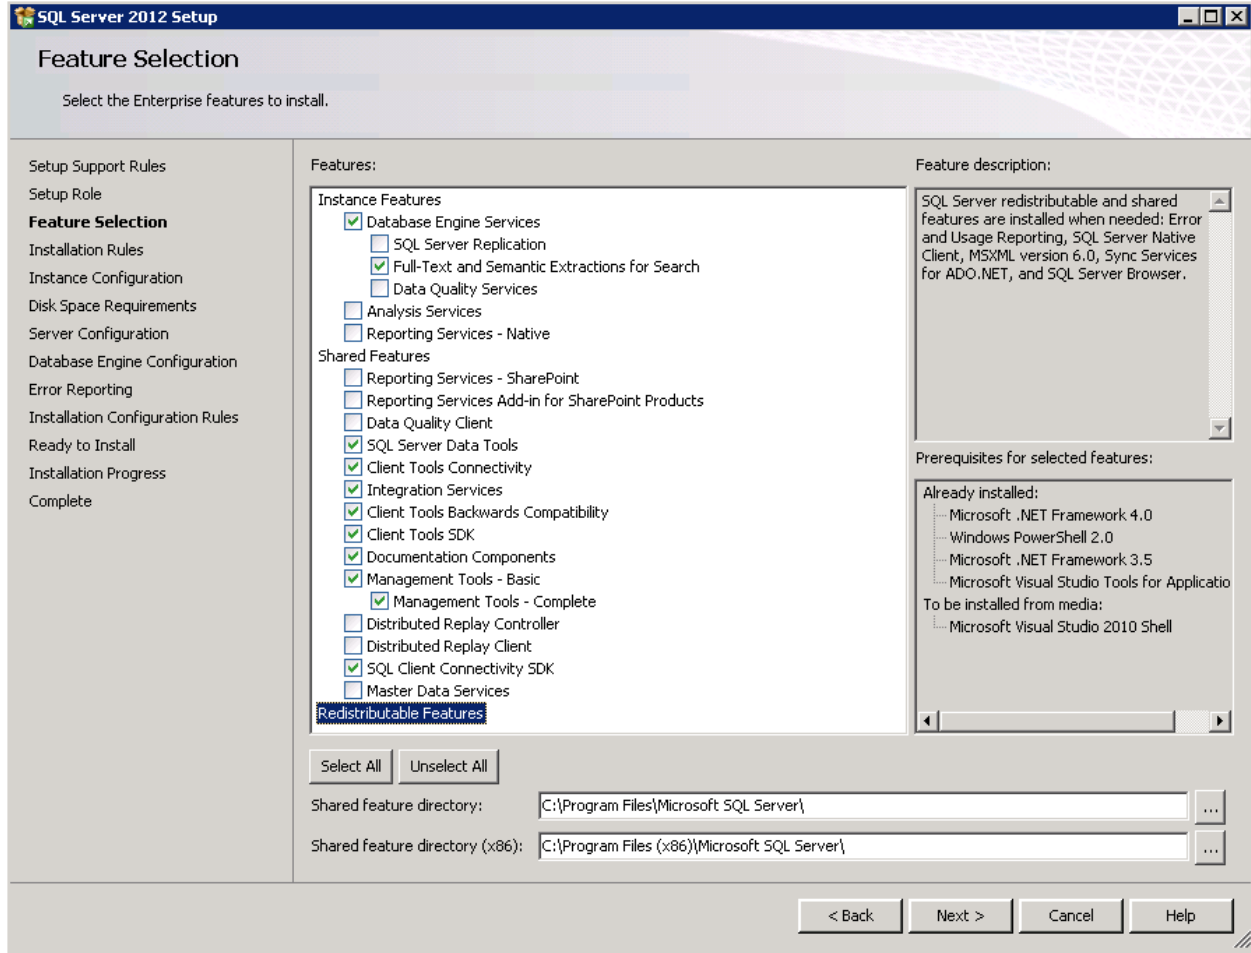 SQL Server 2012 Setup
Feature Selection
Select the Enterprise features to install.
Setup Support Rules
Setup Role
Feature Selection
Installation Rules
Instance Configuration
Disk Space Requirements
Server Configuration
Database Engine Configuration
Error Reporting
Installation Configuration Rules
Ready to Install
Installation Progress
Complete
Features:
Instance Features
Database Engine Services
SQL Server Replication
Full-Text and Semantic Extractions for Search
Data Quality Services
Analysis Services
Reporting Services - Native
Shared Features
Reporting Services - SharePoint
Reporting Services Add-in for SharePoint Products
Data Quality Client
SQL Server Data Tools
Client Tools Connectivity
Integration Services
Client Tools Backwards Compatibility
Client Tools SDK
Documentation Components
Management Tools - Basic
Management Tools - Complete
Distributed Replay Controller
Distributed Replay Client
SQL Client Connectivity SDK
Master Data Services
Redistributable Features
Feature description:
SQL Server redistributable and shared
features are installed when needed: Error
and Usage Reporting, SQL Server Native
Client, MSXML version 6.0, Sync Services
for ADO.NET, and SQL Server Browser.
Prerequisites for selected features:
Already installed:
Microsoft .NET Framework 4.0
Windows PowerShell 2.0
Microsoft .NET Framework 3.5
Microsoft Visual Studio Tools for Applicatio
To be installed from media:
Microsoft Visual Studio 2010 Shell
Select All
Unselect All
Shared feature directory:
C:\Program Files\Microsoft SQL Server\
...
Shared feature directory (x86):
C:\Program Files (x86)\Microsoft SQL Server\
...
< Back
Next >
Cancel
Help